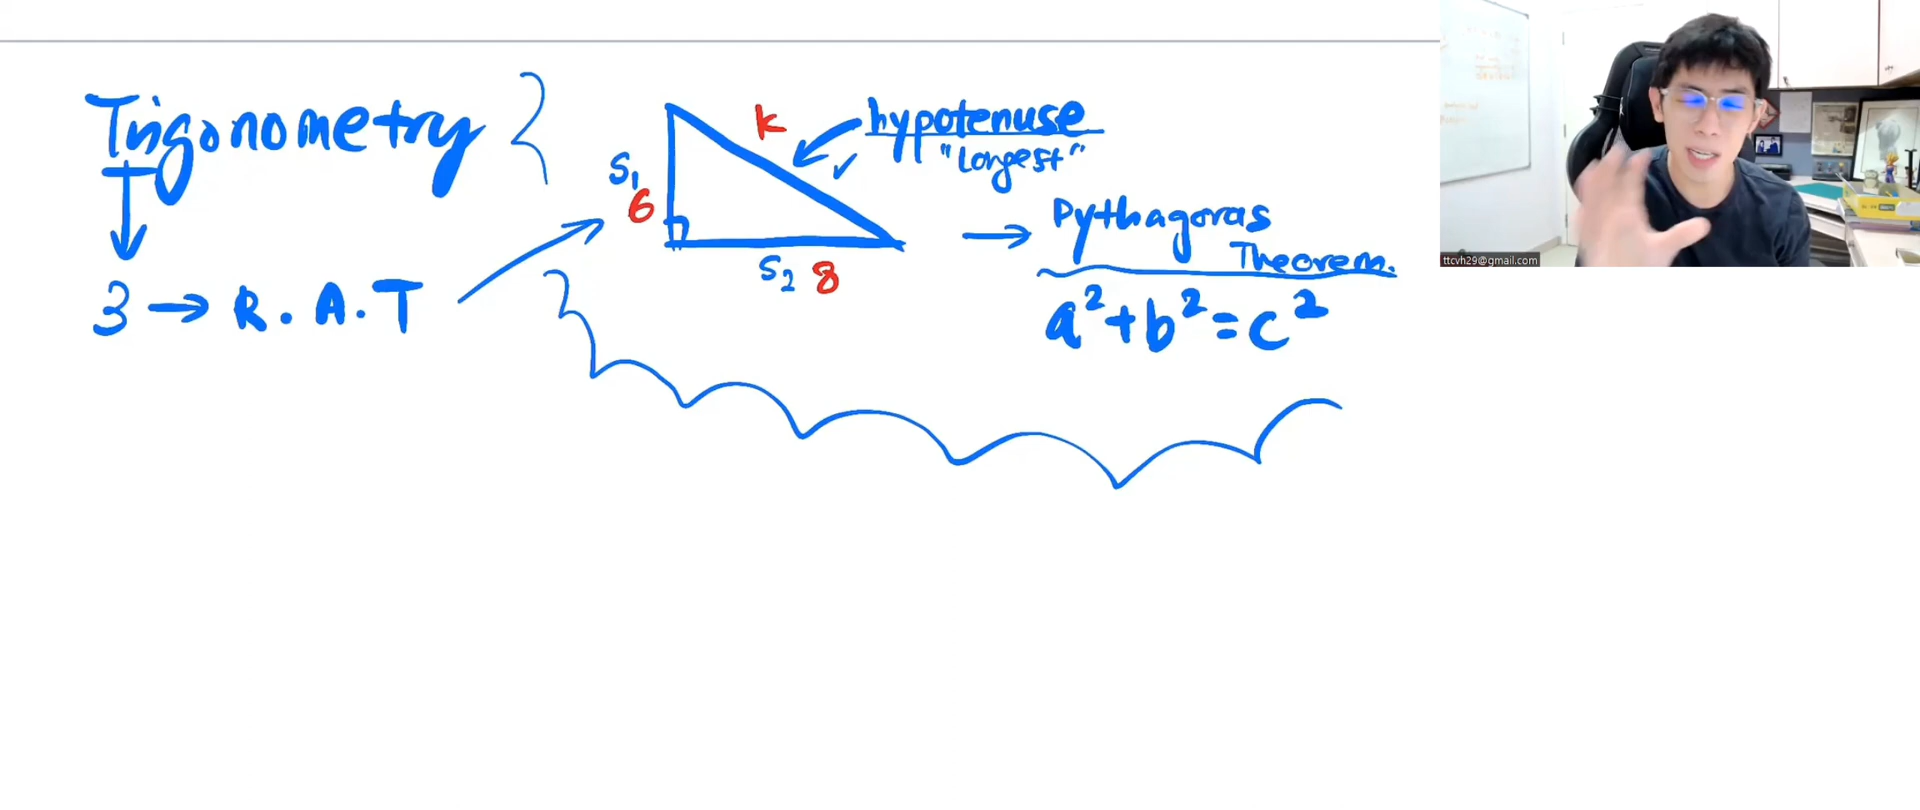 Trigonometry
3 → R.A.T
k
S₁
6
S₂ 8
hypotenuse
"Longest"
→ Pythagoras
Theorem.
a²+b²=c²
ttcvh29@gmail.com